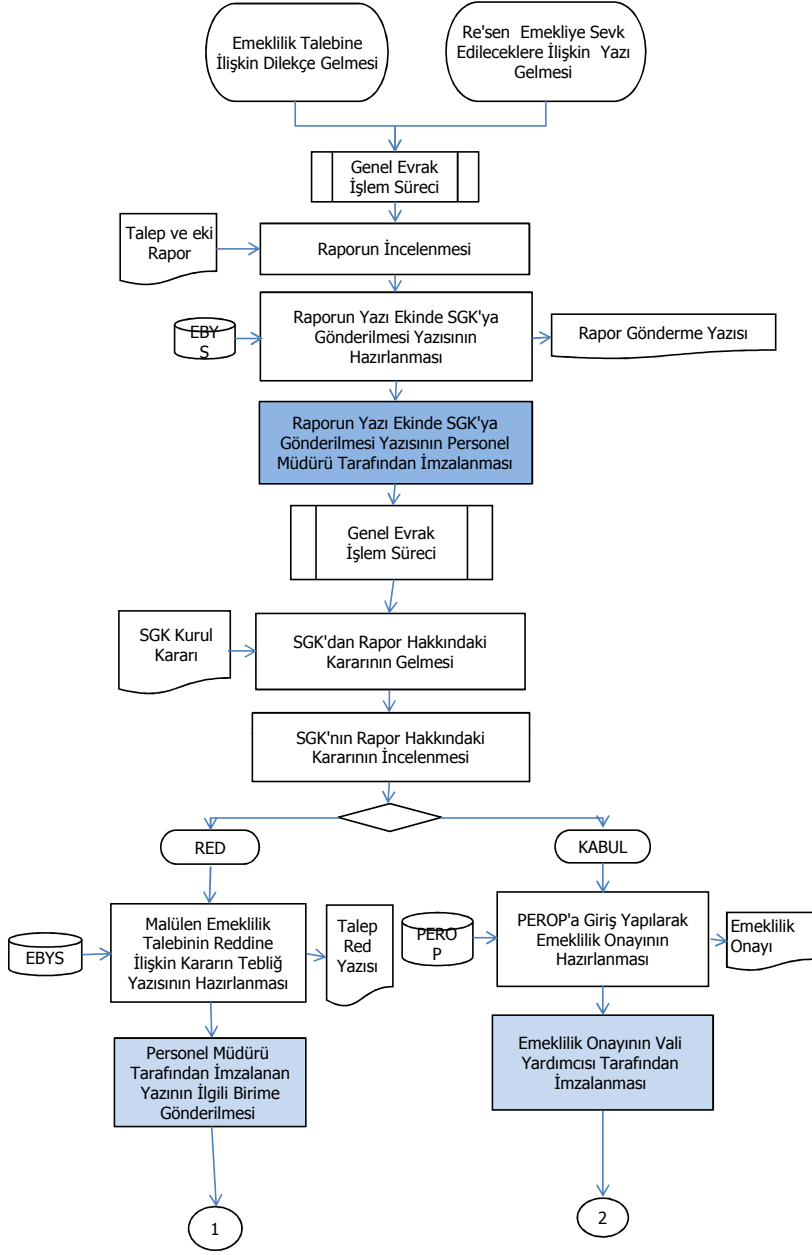 Emeklilik Talebine
İlişkin Dilekçe Gelmesi
Re'sen Emekliye Sevk
Edileceklere İlişkin Yazı
Gelmesi
Genel Evrak
İşlem Süreci
Talep ve eki
Rapor
Raporun İncelenmesi
EBY
S
Raporun Yazı Ekinde SGK'ya
Gönderilmesi Yazısının
Hazırlanması
Rapor Gönderme Yazısı
Raporun Yazı Ekinde SGK'ya
Gönderilmesi Yazısının Personel
Müdürü Tarafından İmzalanması
Genel Evrak
İşlem Süreci
SGK Kurul
Kararı
SGK'dan Rapor Hakkındaki
Kararının Gelmesi
SGK'nın Rapor Hakkındaki
Kararının İncelenmesi
RED
KABUL
EBYS
Malülen Emeklilik
Talebinin Reddine
İlişkin Kararın Tebliğ
Yazısının Hazırlanması
Talep
Red
Yazısı
PERO
P
PEROP'a Giriş Yapılarak
Emeklilik Onayının
Hazırlanması
Emeklilik
Onayı
Personel Müdürü
Tarafından İmzalanan
Yazının İlgili Birime
Gönderilmesi
Emeklilik Onayının Vali
Yardımcısı Tarafından
İmzalanması
1
2